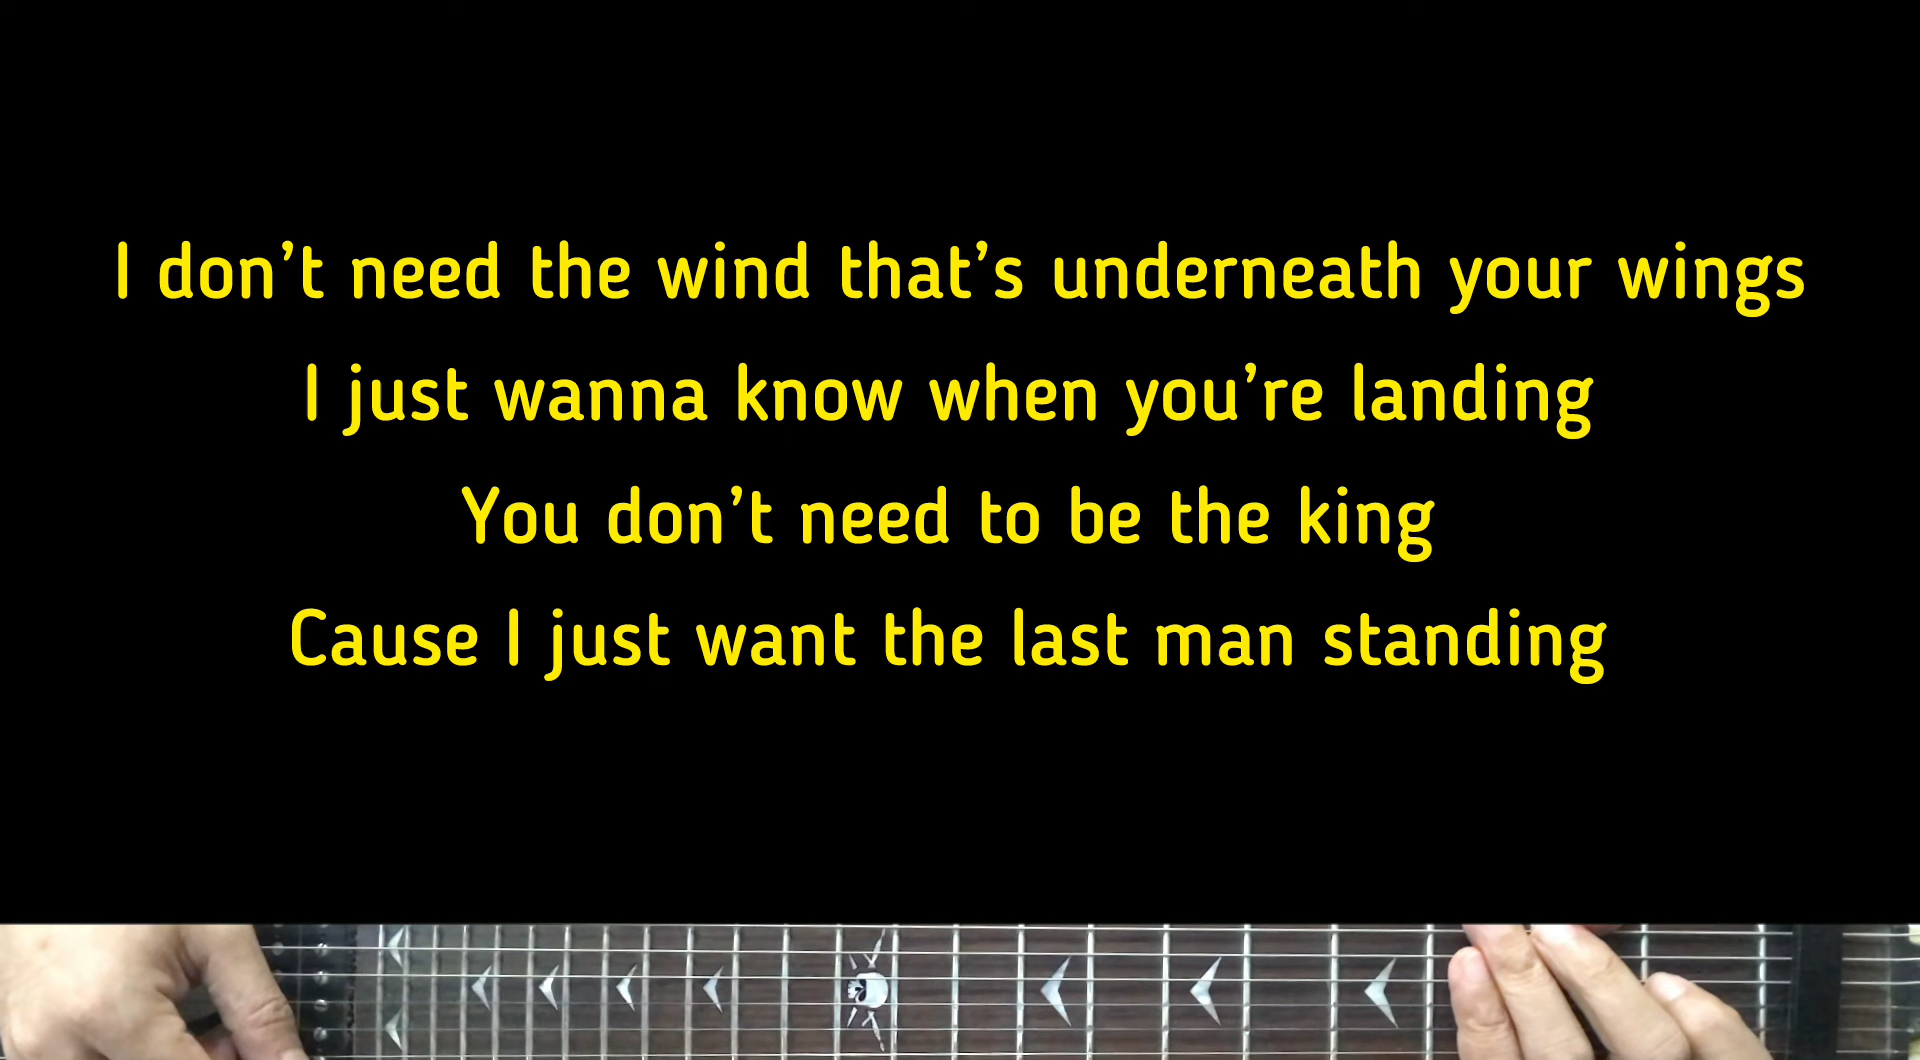 I don’t need the wind that’s underneath your wings
I just wanna know when you’re landing
You don’t need to be the king
Cause I just want the last man standing